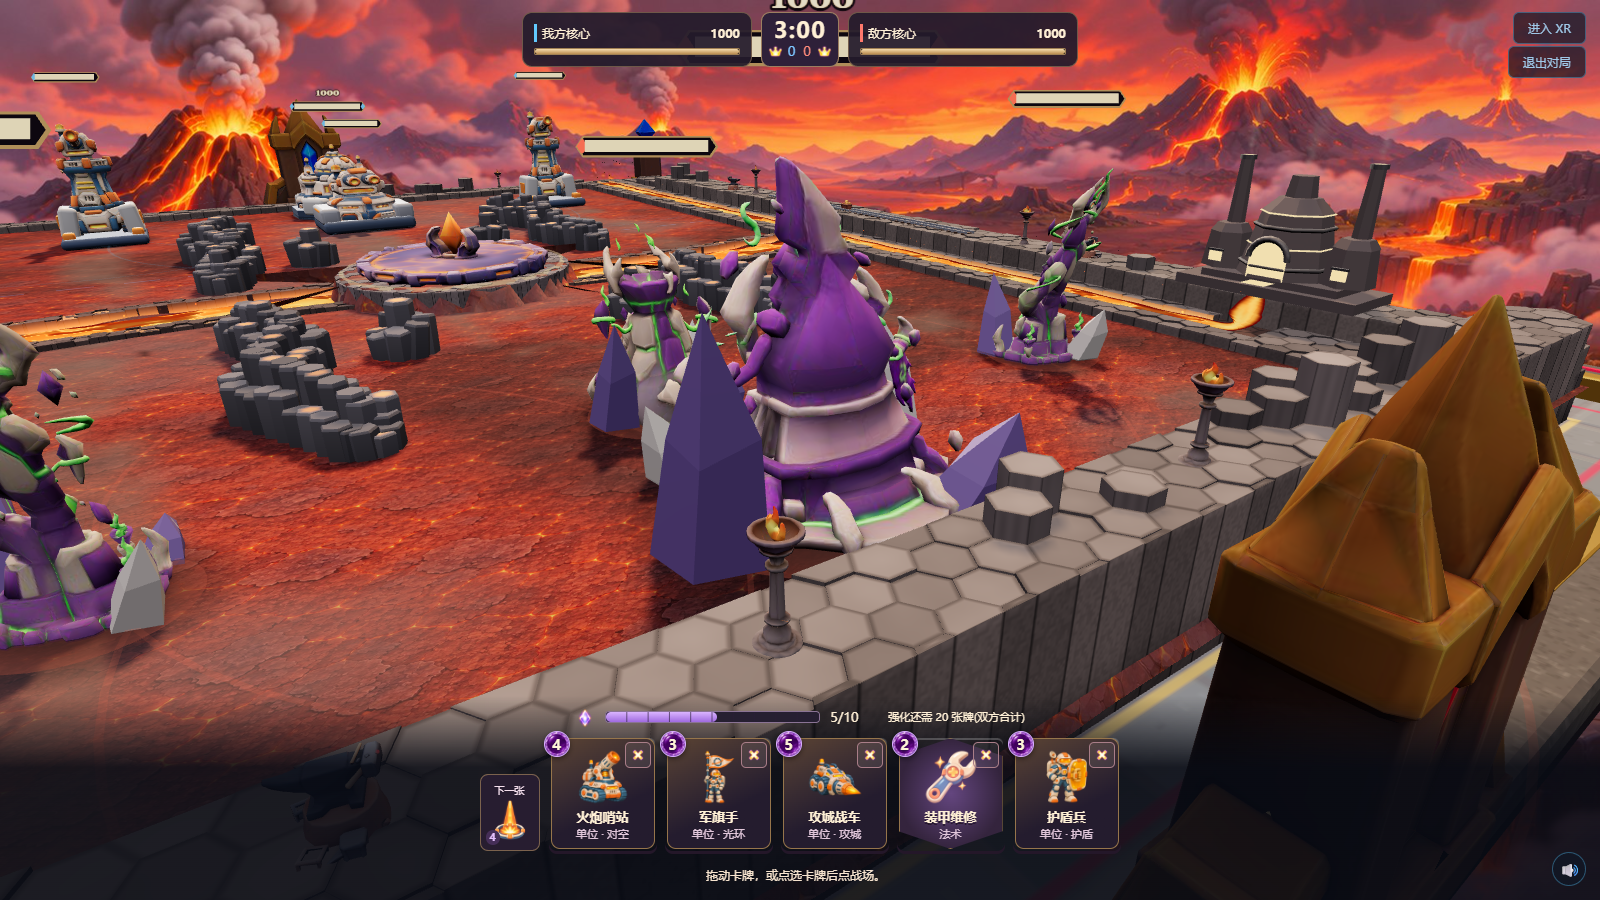 1000
我方核心 1000
3:00
0 0
敌方核心 1000
进入 XR
退出对局
1000
5/10
强化还需 20 张牌(双方合计)
下一张
4
4
火炮哨站
单位 · 对空
3
军旗手
单位 · 光环
5
攻城战车
单位 · 攻城
2
装甲维修
法术
3
护盾兵
单位 · 护盾
拖动卡牌，或点选卡牌后点战场。